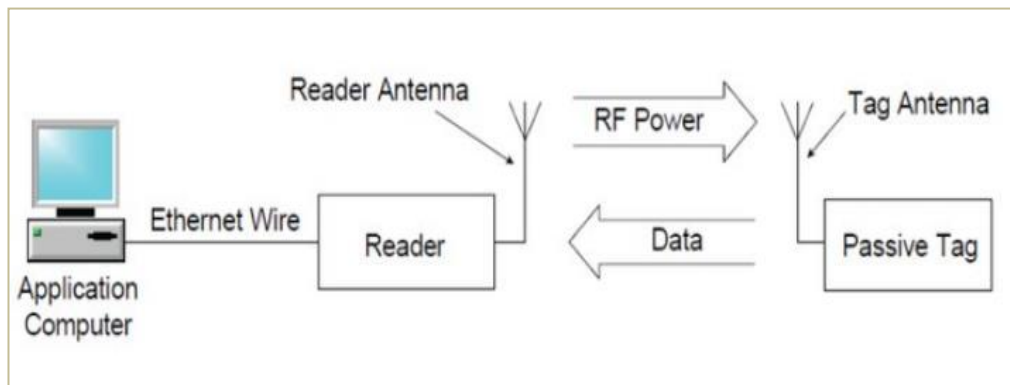 Reader Antenna
RF Power
Tag Antenna
Ethernet Wire
Reader
Data
Passive Tag
Application
Computer